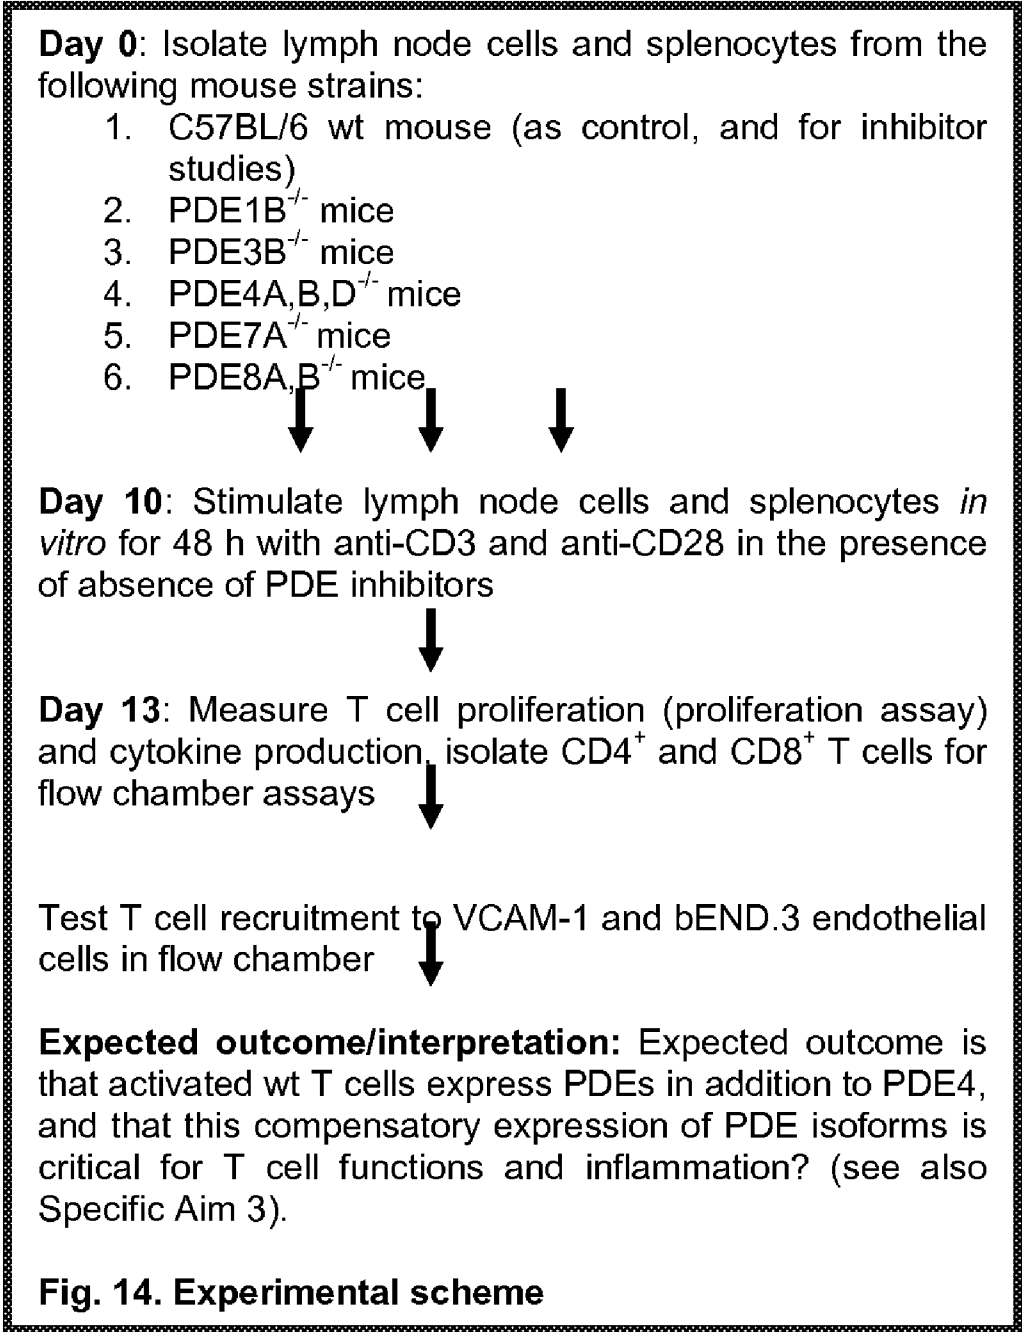 Day 0: Isolate lymph node cells and splenocytes from the
following mouse strains:
1. C57BL/6 wt mouse (as control, and for inhibitor
studies)
2. PDE1B-/- mice
3. PDE3B-/- mice
4. PDE4A,B,D-/- mice
5. PDE7A-/- mice
6. PDE8A,B-/- mice
Day 10: Stimulate lymph node cells and splenocytes in
vitro for 48 h with anti-CD3 and anti-CD28 in the presence
of absence of PDE inhibitors
Day 13: Measure T cell proliferation (proliferation assay)
and cytokine production, isolate CD4+ and CD8+ T cells for
flow chamber assays
Test T cell recruitment to VCAM-1 and bEND.3 endothelial
cells in flow chamber
Expected outcome/interpretation: Expected outcome is
that activated wt T cells express PDEs in addition to PDE4,
and that this compensatory expression of PDE isoforms is
critical for T cell functions and inflammation? (see also
Specific Aim 3).
Fig. 14. Experimental scheme